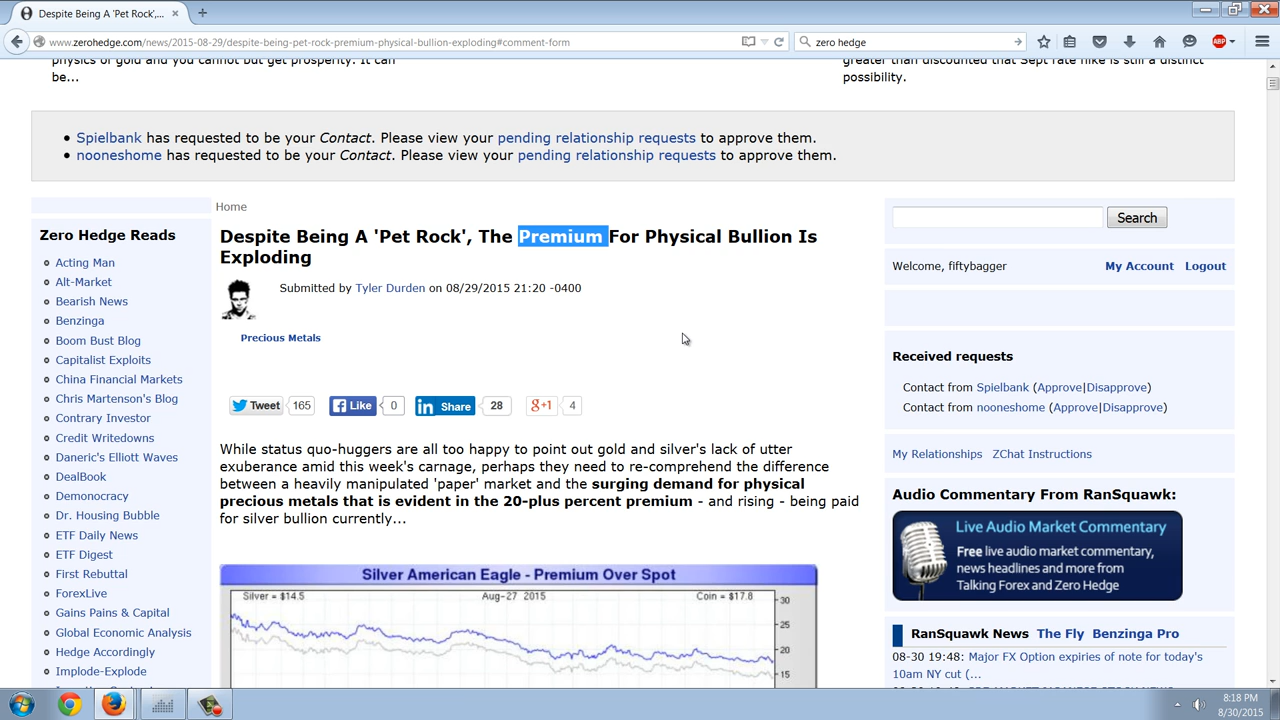 Despite Being A 'Pet Rock',...
www.zerohedge.com/news/2015-08-29/despite-being-pet-rock-premium-physical-bullion-exploding#comment-form
zero hedge
ABP
physics of gold and you cannot but get prosperity. It can
be...
greater than discounted that Sept rate hike is still a distinct
possibility.
Spielbank has requested to be your Contact. Please view your pending relationship requests to approve them.
nooneshome has requested to be your Contact. Please view your pending relationship requests to approve them.
Zero Hedge Reads
Acting Man
Alt-Market
Bearish News
Benzinga
Boom Bust Blog
Capitalist Exploits
China Financial Markets
Chris Martenson's Blog
Contrary Investor
Credit Writedowns
Daneric's Elliott Waves
DealBook
Demonocracy
Dr. Housing Bubble
ETF Daily News
ETF Digest
First Rebuttal
ForexLive
Gains Pains & Capital
Global Economic Analysis
Hedge Accordingly
Implode-Explode
Home
Despite Being A 'Pet Rock', The Premium For Physical Bullion Is
Exploding
Submitted by Tyler Durden on 08/29/2015 21:20 -0400
Precious Metals
Tweet 165 Like 0 in Share 28 g+1 4
While status quo-huggers are all too happy to point out gold and silver's lack of utter
exuberance amid this week's carnage, perhaps they need to re-comprehend the difference
between a heavily manipulated 'paper' market and the surging demand for physical
precious metals that is evident in the 20-plus percent premium - and rising - being paid
for silver bullion currently...
Silver American Eagle - Premium Over Spot
Silver = $14.5 Aug-27 2015 Coin = $17.8
30
25
20
15
Search
Welcome, fiftybagger My Account Logout
Received requests
Contact from Spielbank (Approve|Disapprove)
Contact from nooneshome (Approve|Disapprove)
My Relationships ZChat Instructions
Audio Commentary From RanSquawk:
Live Audio Market Commentary
Free live audio market commentary,
news headlines and more from
Talking Forex and Zero Hedge
RanSquawk News The Fly Benzinga Pro
08-30 19:48: Major FX Option expiries of note for today's
10am NY cut (...
8:18 PM
8/30/2015